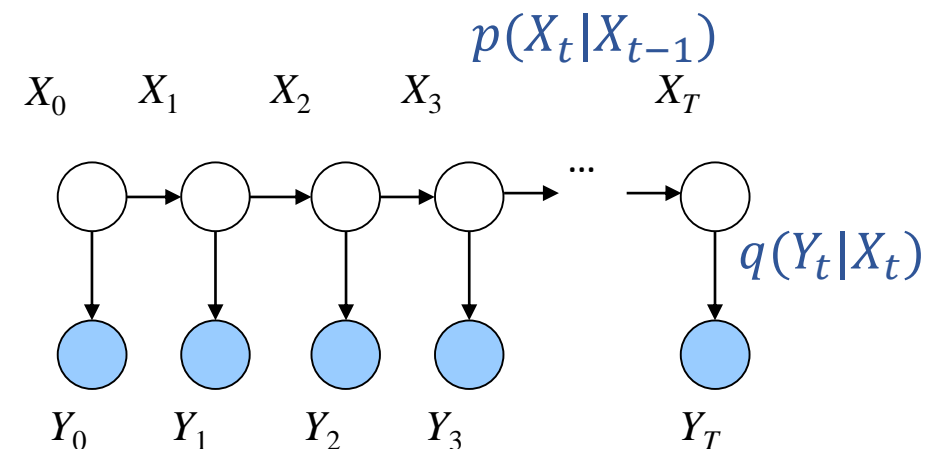 p(X_t|X_{t−1})
X_0 X_1 X_2 X_3 X_T
...
q(Y_t|X_t)
Y_0 Y_1 Y_2 Y_3 Y_T